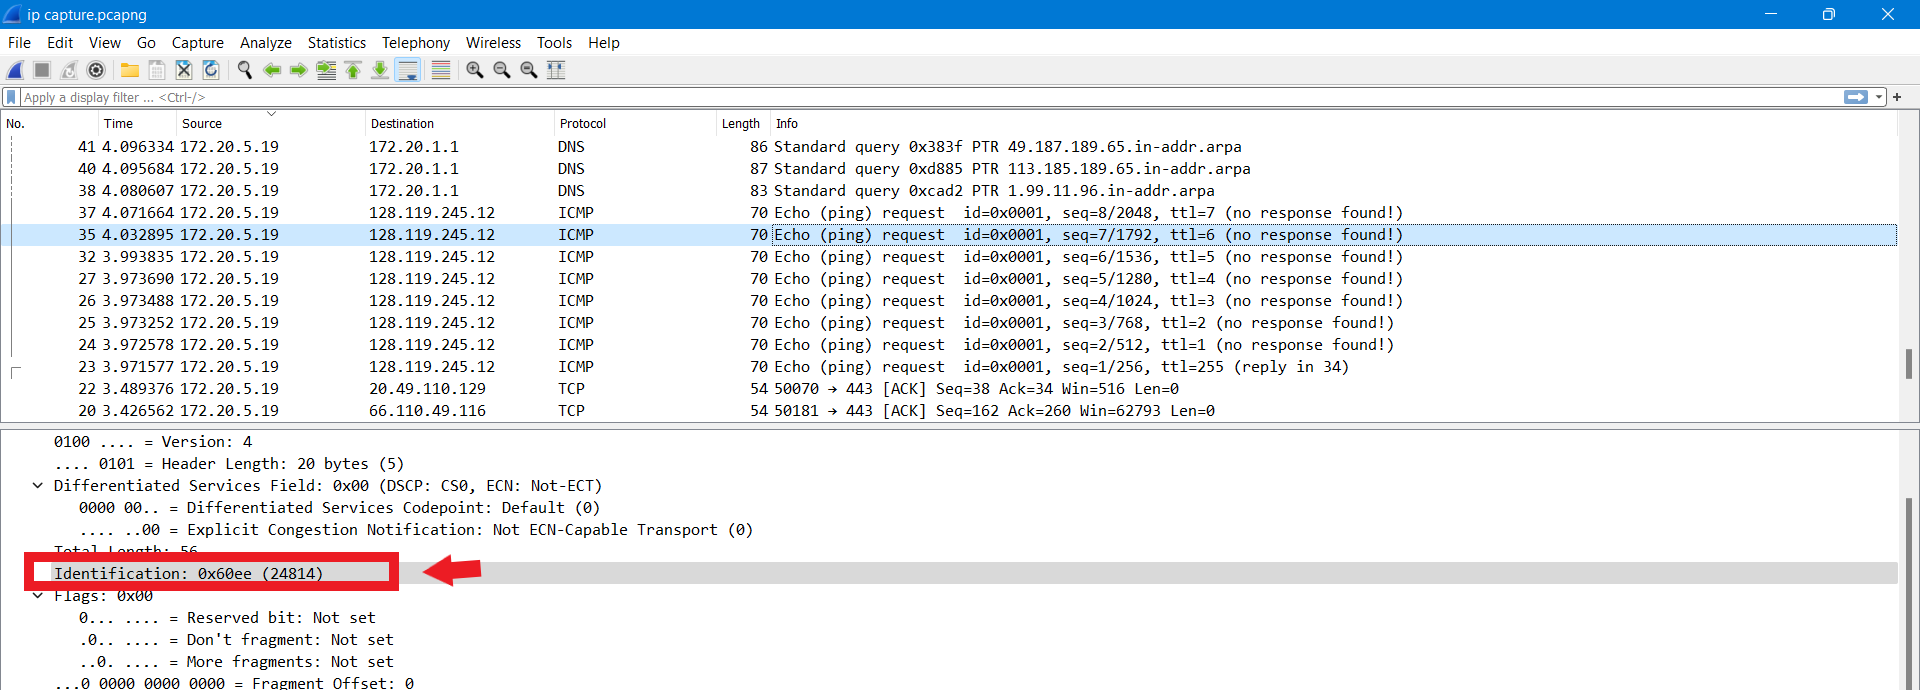 ip capture.pcapng
File Edit View Go Capture Analyze Statistics Telephony Wireless Tools Help
Apply a display filter ... <Ctrl-/>
No. Time Source Destination Protocol Length Info
41 4.096334 172.20.5.19 172.20.1.1 DNS 86 Standard query 0x383f PTR 49.187.189.65.in-addr.arpa
40 4.095684 172.20.5.19 172.20.1.1 DNS 87 Standard query 0xd885 PTR 113.185.189.65.in-addr.arpa
38 4.080607 172.20.5.19 172.20.1.1 DNS 83 Standard query 0xcad2 PTR 1.99.11.96.in-addr.arpa
37 4.071664 172.20.5.19 128.119.245.12 ICMP 70 Echo (ping) request id=0x0001, seq=8/2048, ttl=7 (no response found!)
35 4.032895 172.20.5.19 128.119.245.12 ICMP 70 Echo (ping) request id=0x0001, seq=7/1792, ttl=6 (no response found!)
32 3.993835 172.20.5.19 128.119.245.12 ICMP 70 Echo (ping) request id=0x0001, seq=6/1536, ttl=5 (no response found!)
27 3.973690 172.20.5.19 128.119.245.12 ICMP 70 Echo (ping) request id=0x0001, seq=5/1280, ttl=4 (no response found!)
26 3.973488 172.20.5.19 128.119.245.12 ICMP 70 Echo (ping) request id=0x0001, seq=4/1024, ttl=3 (no response found!)
25 3.973252 172.20.5.19 128.119.245.12 ICMP 70 Echo (ping) request id=0x0001, seq=3/768, ttl=2 (no response found!)
24 3.972578 172.20.5.19 128.119.245.12 ICMP 70 Echo (ping) request id=0x0001, seq=2/512, ttl=1 (no response found!)
23 3.971577 172.20.5.19 128.119.245.12 ICMP 70 Echo (ping) request id=0x0001, seq=1/256, ttl=255 (reply in 34)
22 3.489376 172.20.5.19 20.49.110.129 TCP 54 50070 → 443 [ACK] Seq=38 Ack=34 Win=516 Len=0
20 3.426562 172.20.5.19 66.110.49.116 TCP 54 50181 → 443 [ACK] Seq=162 Ack=260 Win=62793 Len=0
0100 .... = Version: 4
.... 0101 = Header Length: 20 bytes (5)
Differentiated Services Field: 0x00 (DSCP: CS0, ECN: Not-ECT)
0000 00.. = Differentiated Services Codepoint: Default (0)
.... ..00 = Explicit Congestion Notification: Not ECN-Capable Transport (0)
Total Length: 56
Identification: 0x60ee (24814)
Flags: 0x00
0... .... = Reserved bit: Not set
.0.. .... = Don't fragment: Not set
..0. .... = More fragments: Not set
...0 0000 0000 0000 = Fragment Offset: 0